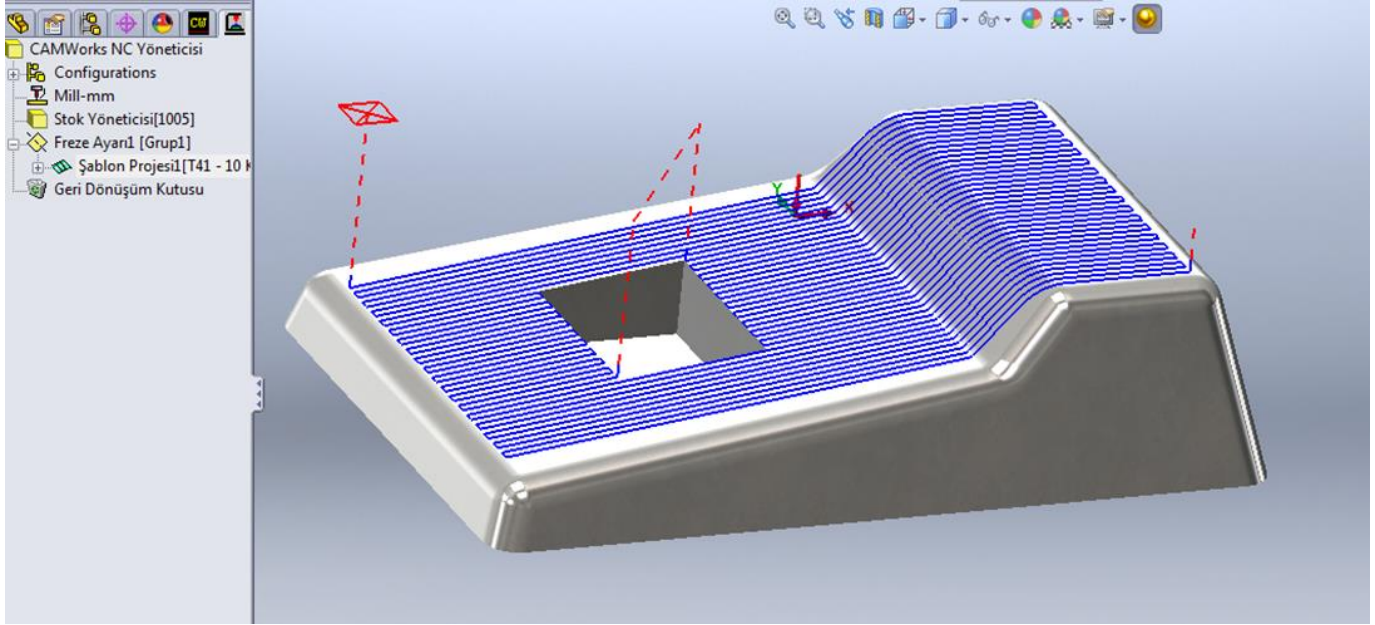 CW
CAMWorks NC Yöneticisi
Configurations
Mill-mm
Stok Yöneticisi[1005]
Freze Ayarı1 [Grup1]
Şablon Projesi1[T41 - 10 K
Geri Dönüşüm Kutusu
Y
X